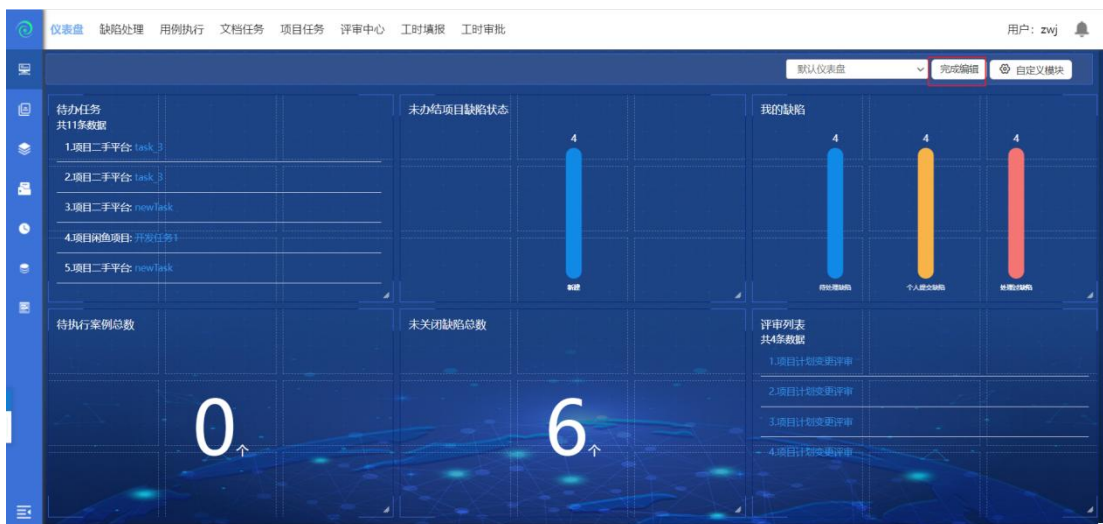 仪表盘 缺陷处理 用例执行 文档任务 项目任务 评审中心 工时填报 工时审批 用户：zwj
默认仪表盘 完成编辑 自定义模块
待办任务
共11条数据
1.项目二手平台: task_3
2.项目二手平台: task_3
3.项目二手平台: newTask
4.项目闲鱼项目: 开发任务1
5.项目二手平台: newTask
未办结项目缺陷状态
4
新建
我的缺陷
4 4 4
待处理缺陷 个人提交缺陷 处理过缺陷
待执行案例总数
0个
未关闭缺陷总数
6个
评审列表
共4条数据
1.项目计划变更评审
2.项目计划变更评审
3.项目计划变更评审
4.项目计划变更评审